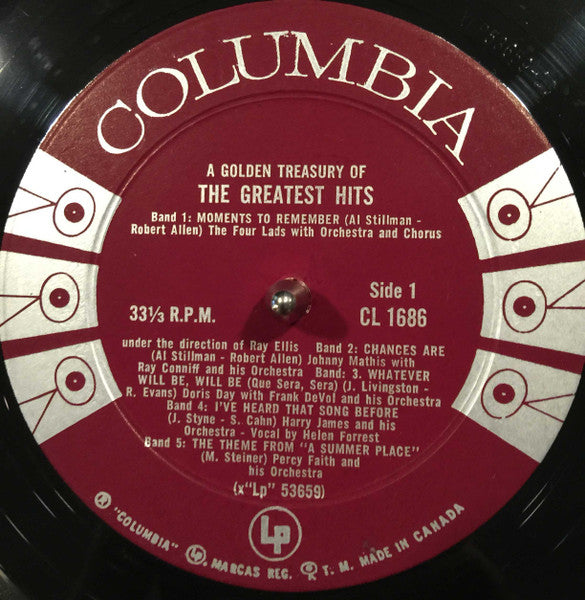 COLUMBIA
A GOLDEN TREASURY OF
THE GREATEST HITS
Band 1: MOMENTS TO REMEMBER (Al Stillman -
Robert Allen) The Four Lads with Orchestra and Chorus
33⅓ R.P.M.
Side 1
CL 1686
under the direction of Ray Ellis Band 2: CHANCES ARE
(Al Stillman - Robert Allen) Johnny Mathis with
Ray Conniff and his Orchestra Band: 3. WHATEVER
WILL BE, WILL BE (Que Sera, Sera) (J. Livingston -
R. Evans) Doris Day with Frank DeVol and his Orchestra
Band 4: I'VE HEARD THAT SONG BEFORE
(J. Styne - S. Cahn) Harry James and his
Orchestra - Vocal by Helen Forrest
Band 5: THE THEME FROM "A SUMMER PLACE"
(M. Steiner) Percy Faith and
his Orchestra
(x"Lp" 53659)
Lp
"COLUMBIA" MARCAS REG. T. M. MADE IN CANADA